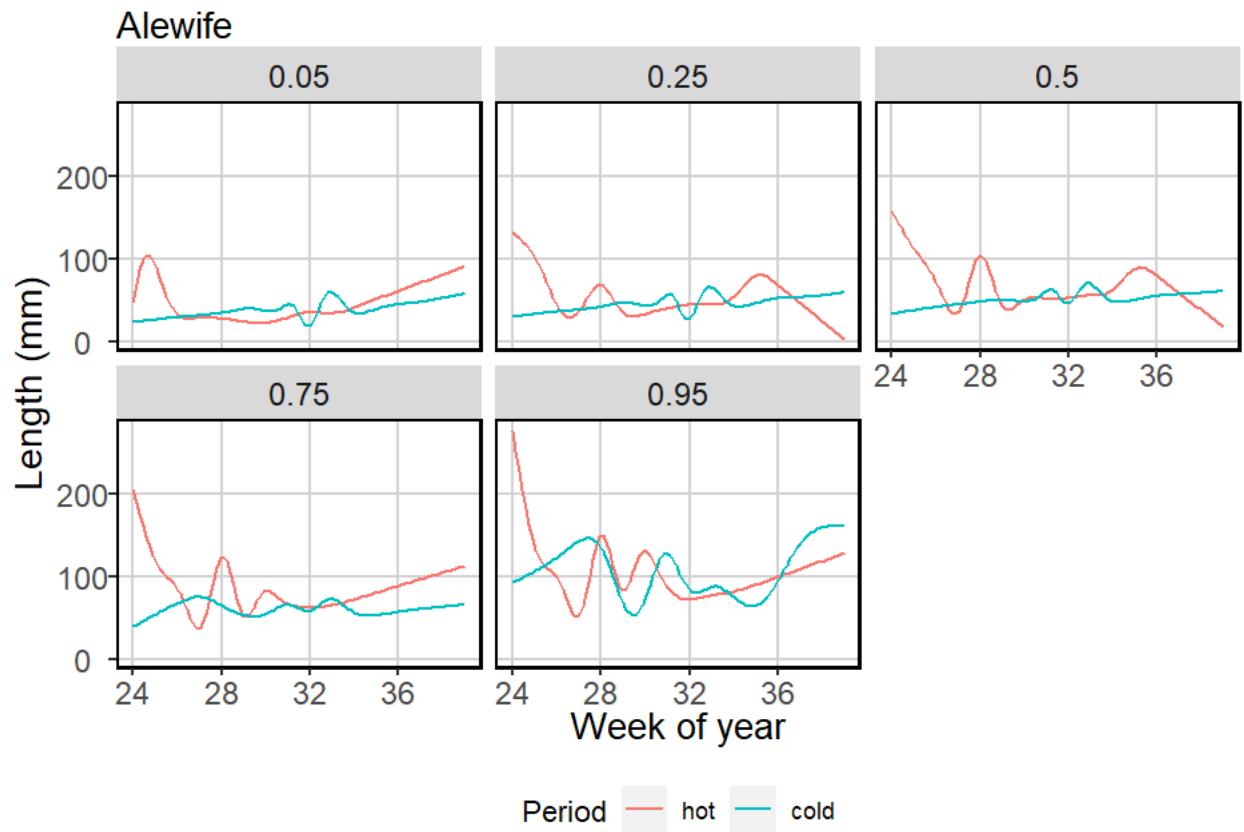 Alewife
0.05 0.25 0.5
200
100
0
24 28 32 36
0.75 0.95
200
100
0
24 28 32 36 24 28 32 36
Length (mm)
Week of year
Period hot cold